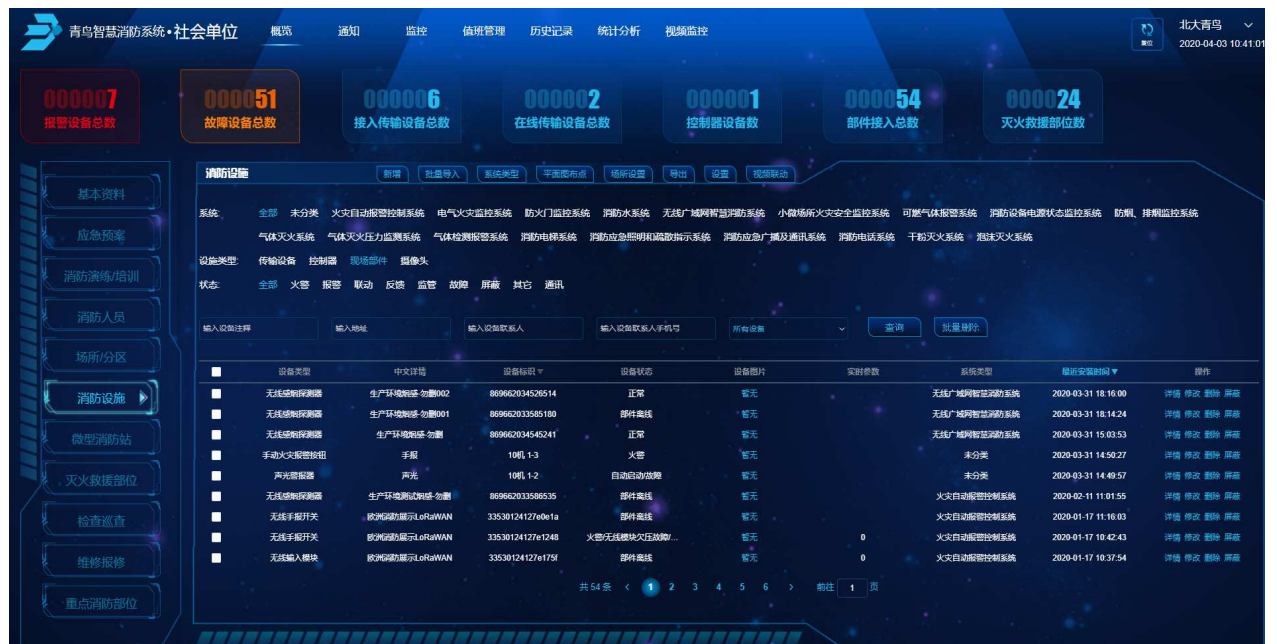 青鸟智慧消防系统•社会单位 概览 通知 监控 值班管理 历史记录 统计分析 视频监控 复位 北大青鸟
2020-04-03 10:41:01
0000007 000051 000006 000002 000001 000054 000024
报警设备总数 故障设备总数 接入传输设备总数 在线传输设备总数 控制器设备数 部件接入总数 灭火救援部位数
基本资料
应急预案
消防演练/培训
消防人员
场所/分区
消防设施
微型消防站
灭火救援部位
检查巡查
维修报修
重点消防部位
消防设施 新增 批量导入 系统类型 平面图布点 场所设置 导出 设置 视频联动
系统: 全部 未分类 火灾自动报警控制系统 电气火灾监控系统 防火门监控系统 消防水系统 无线广域网智慧消防系统 小微场所火灾安全监控系统 可燃气体报警系统 消防设备电源状态监控系统 防烟、排烟监控系统
气体灭火系统 气体灭火压力监测系统 气体检测报警系统 消防电梯系统 消防应急照明和疏散指示系统 消防应急广播及通讯系统 消防电话系统 干粉灭火系统 泡沫灭火系统
设施类型: 传输设备 控制器 现场部件 摄像头
状态: 全部 火警 报警 联动 反馈 监管 故障 屏蔽 其它 通讯
输入设备注释 输入地址 输入设备联系人 输入设备联系人手机号 所有设备 查询 批量删除
设备类型 中文详情 设备标识 设备状态 设备图片 实时参数 系统类型 最近安装时间 操作
无线感烟探测器 生产环境烟感-勿删002 869662034526514 正常 暂无 无线广域网智慧消防系统 2020-03-31 18:16:00 详情 修改 删除 屏蔽
无线感烟探测器 生产环境烟感-勿删001 869662033585180 部件离线 暂无 无线广域网智慧消防系统 2020-03-31 18:14:24 详情 修改 删除 屏蔽
无线感烟探测器 生产环境烟感-勿删 869662034545241 正常 暂无 无线广域网智慧消防系统 2020-03-31 15:03:53 详情 修改 删除 屏蔽
手动火灾报警按钮 手报 10机, 1-3 火警 暂无 未分类 2020-03-31 14:50:27 详情 修改 删除 屏蔽
声光警报器 声光 10机, 1-2 自动启动/故障 暂无 未分类 2020-03-31 14:49:57 详情 修改 删除 屏蔽
无线感烟探测器 生产环境测试烟感-勿删 869662033586535 部件离线 暂无 火灾自动报警控制系统 2020-02-11 11:01:55 详情 修改 删除 屏蔽
无线手报开关 欧洲消防展示LoRaWAN 33530124127e0e1a 部件离线 暂无 火灾自动报警控制系统 2020-01-17 11:16:03 详情 修改 删除 屏蔽
无线手报开关 欧洲消防展示LoRaWAN 33530124127e1248 火警/无线模块欠压故障/... 暂无 0 火灾自动报警控制系统 2020-01-17 10:42:43 详情 修改 删除 屏蔽
无线输入模块 欧洲消防展示LoRaWAN 33530124127e175f 部件离线 暂无 0 火灾自动报警控制系统 2020-01-17 10:37:54 详情 修改 删除 屏蔽
共 54 条 < 1 2 3 4 5 6 > 前往 1 页